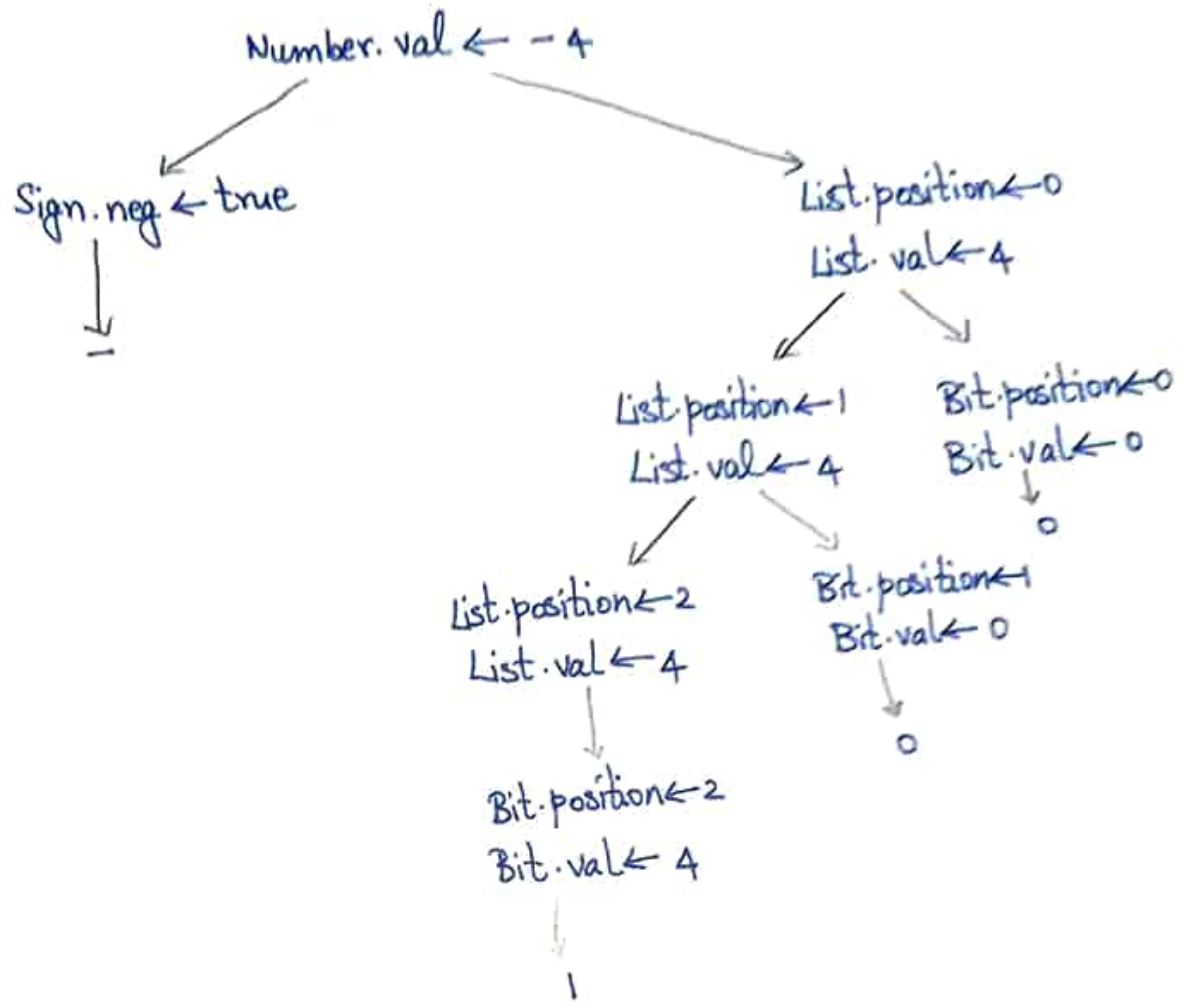 Number.val ← - 4
Sign.neg ← true
-
List.position ← 0
List.val ← 4
List.position ← 1
List.val ← 4
Bit.position ← 0
Bit.val ← 0
0
List.position ← 2
List.val ← 4
Bit.position ← 1
Bit.val ← 0
0
Bit.position ← 2
Bit.val ← 4
1